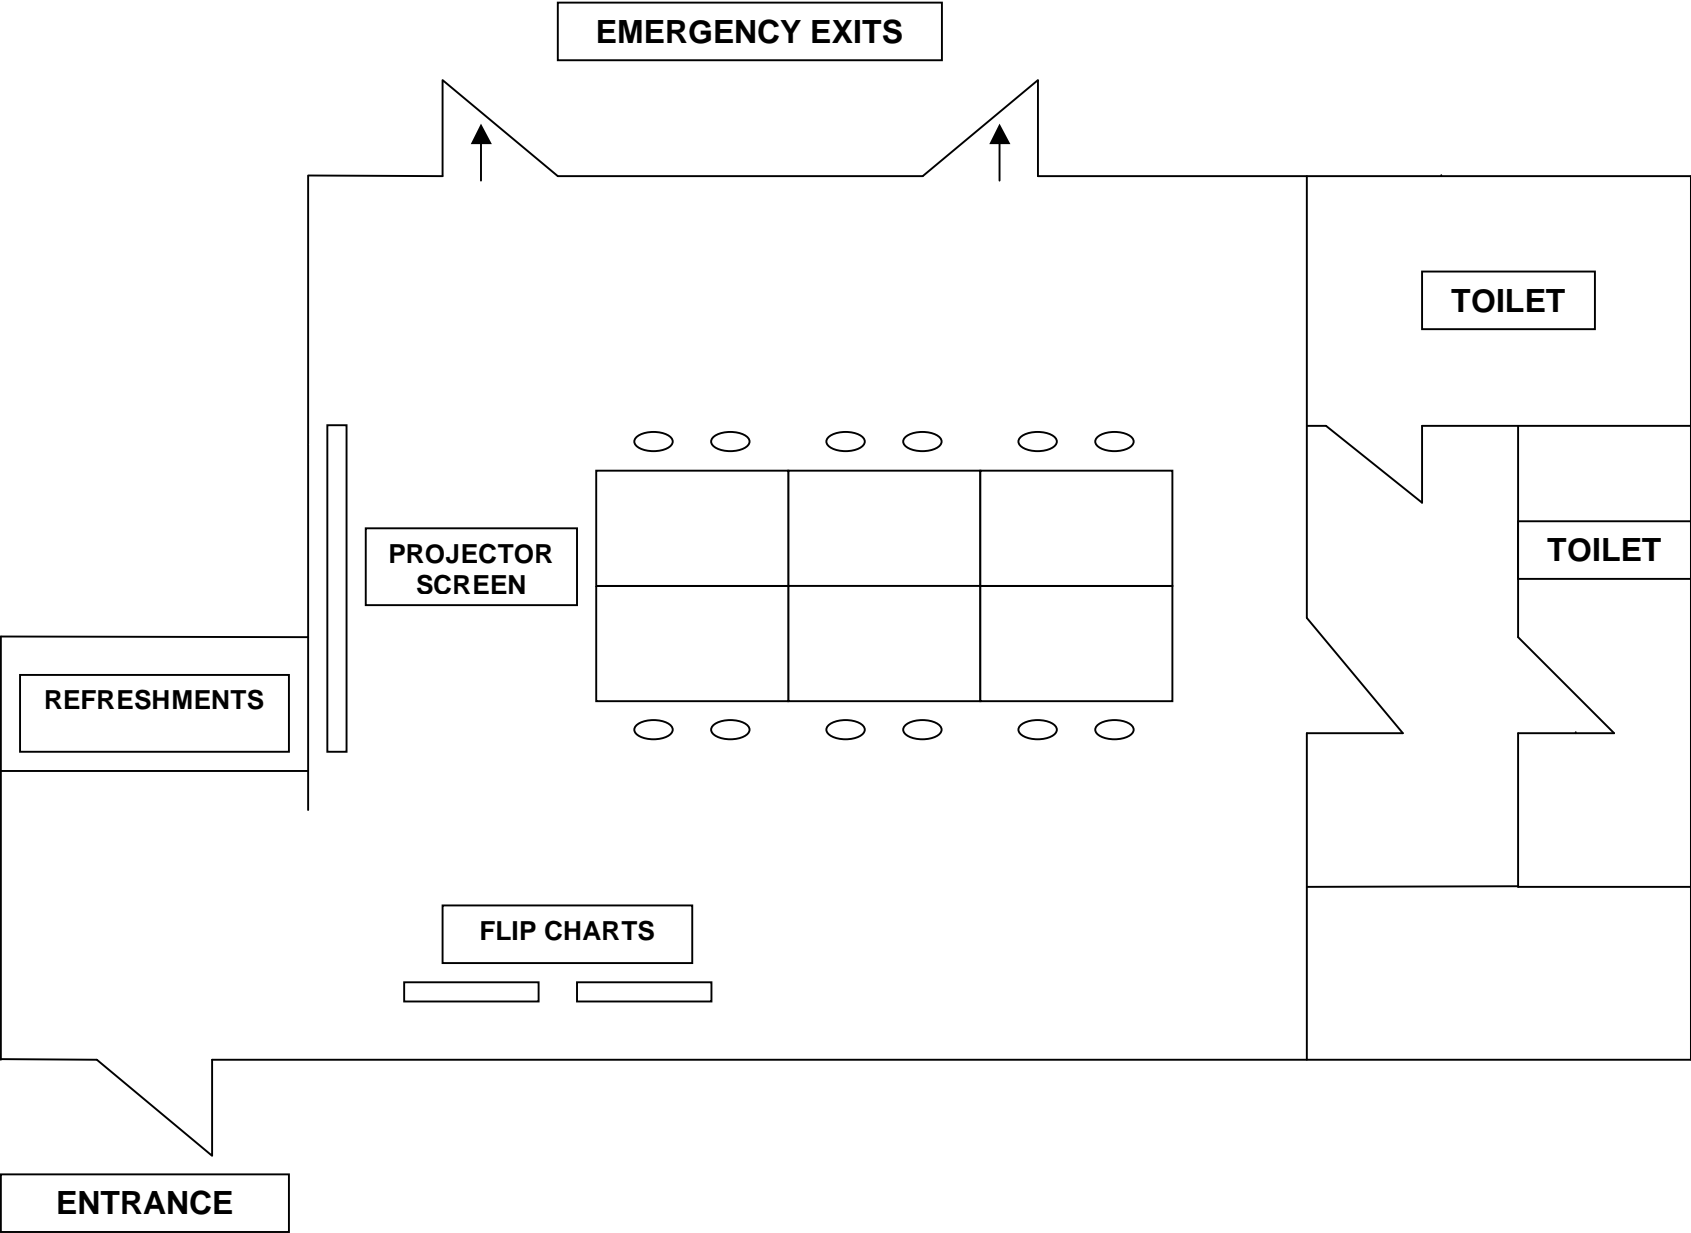 EMERGENCY EXITS
TOILET
PROJECTOR
SCREEN
TOILET
REFRESHMENTS
FLIP CHARTS
ENTRANCE